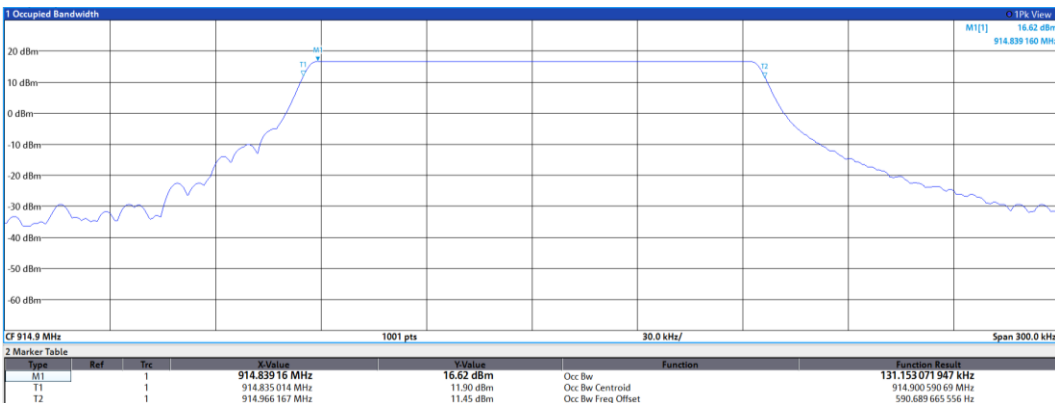 1 Occupied Bandwidth 1Pk View
M1[1] 16.62 dBm
914.839 160 MHz
M1
T1
T2
20 dBm
10 dBm
0 dBm
-10 dBm
-20 dBm
-30 dBm
-40 dBm
-50 dBm
-60 dBm
CF 914.9 MHz 1001 pts 30.0 kHz/ Span 300.0 kHz
2 Marker Table
Type Ref Trc X-Value Y-Value Function Function Result
M1 1 914.839 16 MHz 16.62 dBm Occ Bw 131.153 071 947 kHz
T1 1 914.835 014 MHz 11.90 dBm Occ Bw Centroid 914.900 590 69 MHz
T2 1 914.966 167 MHz 11.45 dBm Occ Bw Freq Offset 590.689 665 556 Hz